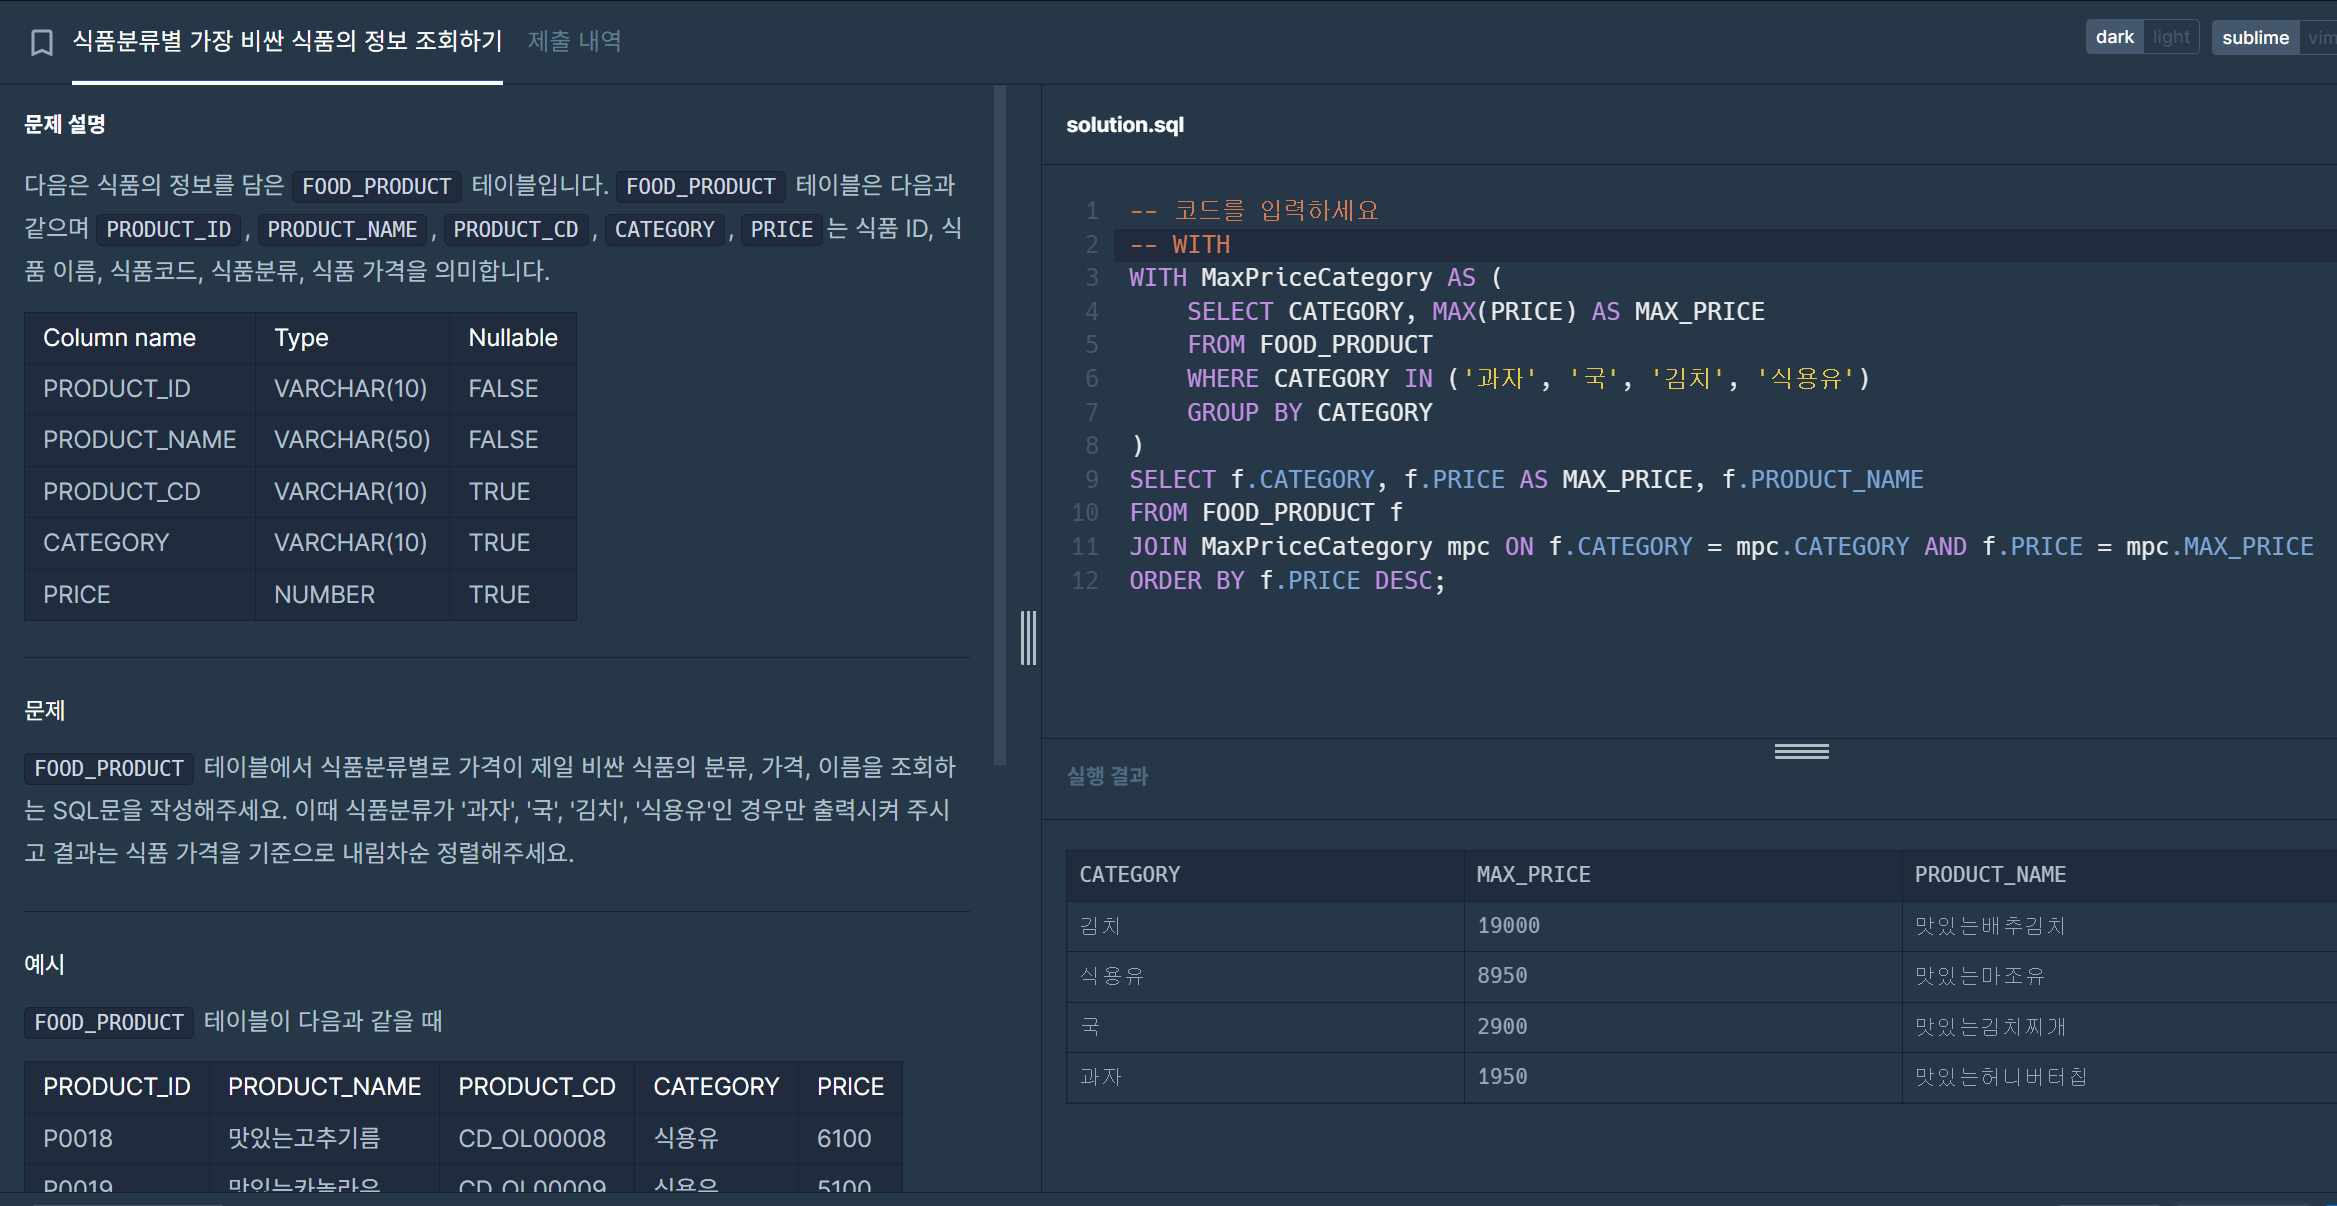 식품분류별 가장 비싼 식품의 정보 조회하기 제출 내역
dark light sublime vim
문제 설명
다음은 식품의 정보를 담은 FOOD_PRODUCT 테이블입니다. FOOD_PRODUCT 테이블은 다음과
같으며 PRODUCT_ID, PRODUCT_NAME, PRODUCT_CD, CATEGORY, PRICE 는 식품 ID, 식
품 이름, 식품코드, 식품분류, 식품 가격을 의미합니다.
Column name Type Nullable
PRODUCT_ID VARCHAR(10) FALSE
PRODUCT_NAME VARCHAR(50) FALSE
PRODUCT_CD VARCHAR(10) TRUE
CATEGORY VARCHAR(10) TRUE
PRICE NUMBER TRUE
문제
FOOD_PRODUCT 테이블에서 식품분류별로 가격이 제일 비싼 식품의 분류, 가격, 이름을 조회하
는 SQL문을 작성해주세요. 이때 식품분류가 '과자', '국', '김치', '식용유'인 경우만 출력시켜 주시
고 결과는 식품 가격을 기준으로 내림차순 정렬해주세요.
예시
FOOD_PRODUCT 테이블이 다음과 같을 때
PRODUCT_ID PRODUCT_NAME PRODUCT_CD CATEGORY PRICE
P0018 맛있는고추기름 CD_OL00008 식용유 6100
P0019 맛있는카놀라유 CD_OL00009 식용유 5100
solution.sql
1 -- 코드를 입력하세요
2 -- WITH
3 WITH MaxPriceCategory AS (
4 SELECT CATEGORY, MAX(PRICE) AS MAX_PRICE
5 FROM FOOD_PRODUCT
6 WHERE CATEGORY IN ('과자', '국', '김치', '식용유')
7 GROUP BY CATEGORY
8 )
9 SELECT f.CATEGORY, f.PRICE AS MAX_PRICE, f.PRODUCT_NAME
10 FROM FOOD_PRODUCT f
11 JOIN MaxPriceCategory mpc ON f.CATEGORY = mpc.CATEGORY AND f.PRICE = mpc.MAX_PRICE
12 ORDER BY f.PRICE DESC;
실행 결과
CATEGORY MAX_PRICE PRODUCT_NAME
김치 19000 맛있는배추김치
식용유 8950 맛있는마조유
국 2900 맛있는김치찌개
과자 1950 맛있는허니버터칩